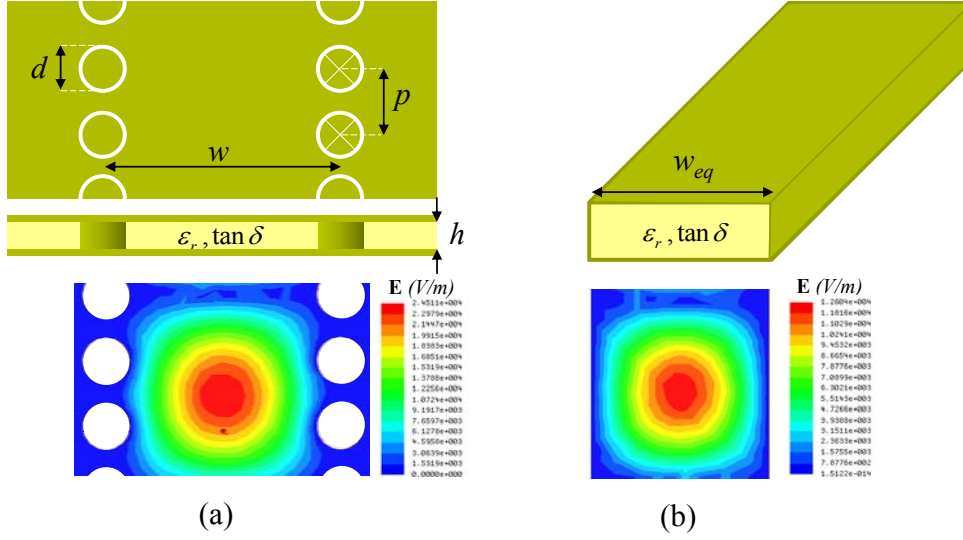 d
p
w
ε_r , tan δ
h
w_eq
ε_r , tan δ
E (V/m)
2.4511e+004
2.2979e+004
2.1447e+004
1.9915e+004
1.8383e+004
1.6851e+004
1.5319e+004
1.3788e+004
1.2256e+004
1.0724e+004
9.1917e+003
7.6597e+003
6.1278e+003
4.5958e+003
3.0639e+003
1.5319e+003
0.0000e+000
E (V/m)
1.2604e+004
1.1816e+004
1.1029e+004
1.0241e+004
9.4532e+003
8.6654e+003
7.8776e+003
7.0899e+003
6.3021e+003
5.5143e+003
4.7266e+003
3.9388e+003
3.1511e+003
2.3633e+003
1.5755e+003
7.8776e+002
1.5122e-014
(a)
(b)